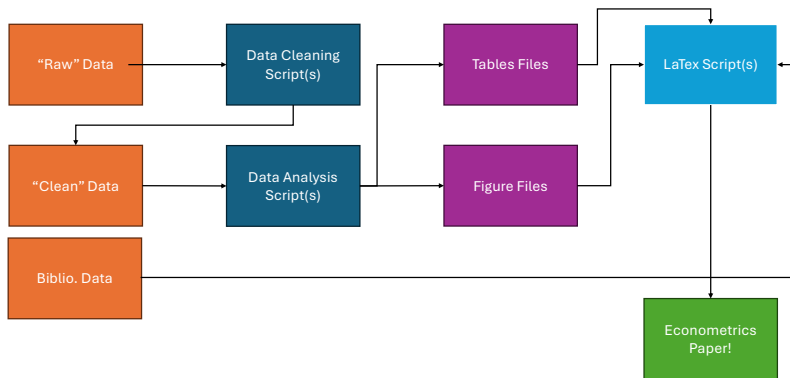 “Raw” Data
Data Cleaning
Script(s)
Tables Files
LaTex Script(s)
“Clean” Data
Data Analysis
Script(s)
Figure Files
Biblio. Data
Econometrics
Paper!